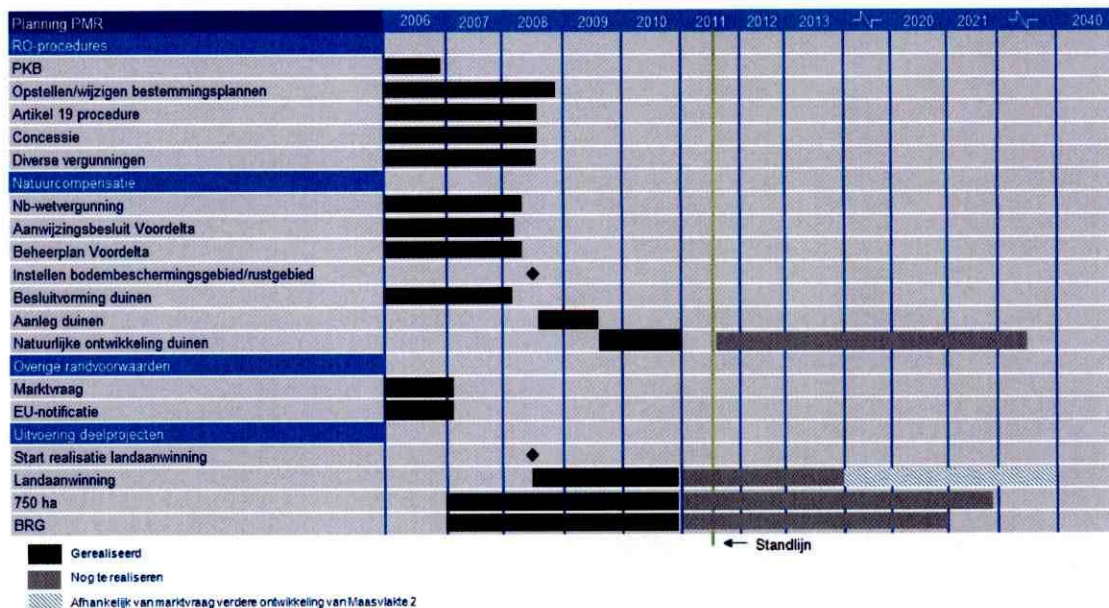 Planning PMR 2006 2007 2008 2009 2010 2011 2012 2013 2020 2021 2040
RO-procedures
PKB
Opstellen/wijzigen bestemmingsplannen
Artikel 19 procedure
Concessie
Diverse vergunningen
Natuurcompensatie
Nb-wetvergunning
Aanwijzingsbesluit Voordelta
Beheerplan Voordelta
Instellen bodembeschermingsgebied/rustgebied
Besluitvorming duinen
Aanleg duinen
Natuurlijke ontwikkeling duinen
Overige randvoorwaarden
Marktvraag
EU-notificatie
Uitvoering deelprojecten
Start realisatie landaanwinning
Landaanwinning
750 ha
BRG
← Standlijn
Gerealiseerd
Nog te realiseren
Afhankelijk van marktvraag verdere ontwikkeling van Maasvlakte 2